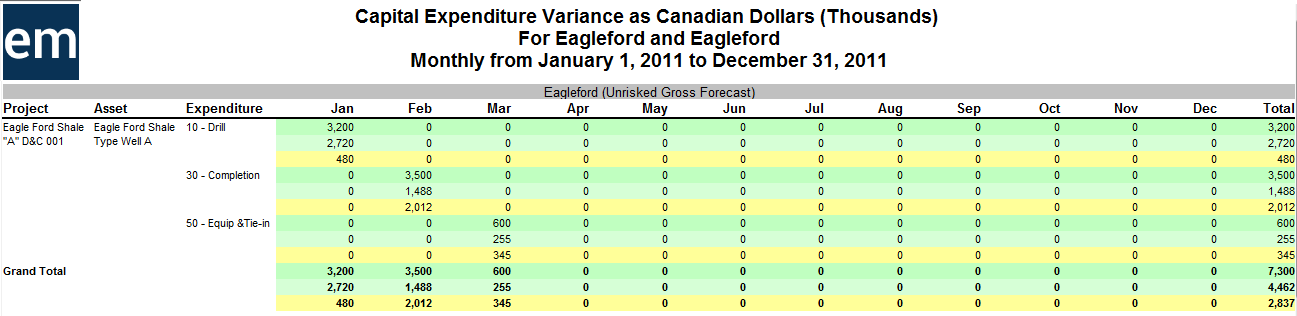 em
Capital Expenditure Variance as Canadian Dollars (Thousands)
For Eagleford and Eagleford
Monthly from January 1, 2011 to December 31, 2011
Eagleford (Unrisked Gross Forecast)
Project Asset Expenditure Jan Feb Mar Apr May Jun Jul Aug Sep Oct Nov Dec Total
Eagle Ford Shale Eagle Ford Shale 10 - Drill 3,200 0 0 0 0 0 0 0 0 0 0 0 3,200
"A" D&C 001 Type Well A 2,720 0 0 0 0 0 0 0 0 0 0 0 2,720
480 0 0 0 0 0 0 0 0 0 0 0 480
30 - Completion 0 3,500 0 0 0 0 0 0 0 0 0 0 3,500
0 1,488 0 0 0 0 0 0 0 0 0 0 1,488
0 2,012 0 0 0 0 0 0 0 0 0 0 2,012
50 - Equip &Tie-in 0 0 600 0 0 0 0 0 0 0 0 0 600
0 0 255 0 0 0 0 0 0 0 0 0 255
0 0 345 0 0 0 0 0 0 0 0 0 345
Grand Total 3,200 3,500 600 0 0 0 0 0 0 0 0 0 7,300
2,720 1,488 255 0 0 0 0 0 0 0 0 0 4,462
480 2,012 345 0 0 0 0 0 0 0 0 0 2,837